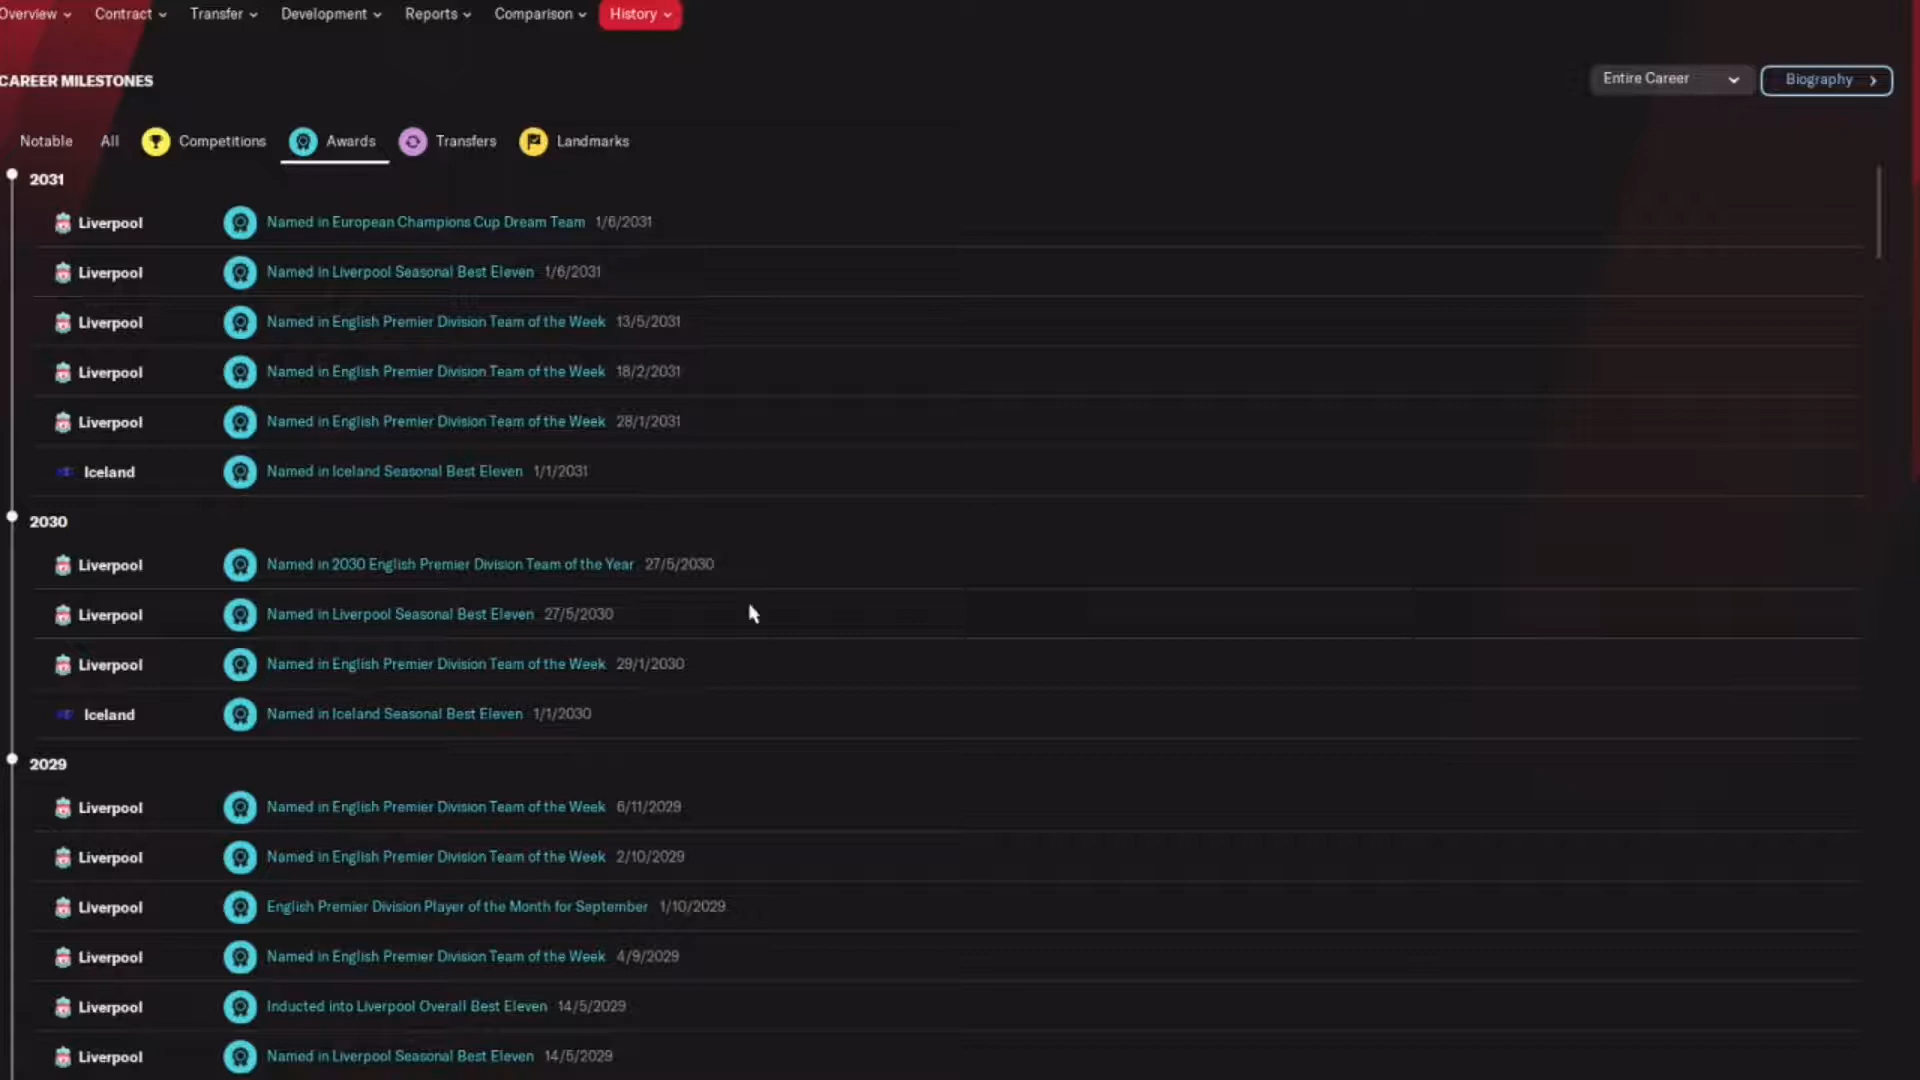 Overview Contract Transfer Development Reports Comparison History
CAREER MILESTONES
Entire Career Biography
Notable All Competitions Awards Transfers Landmarks
2031
Liverpool Named in European Champions Cup Dream Team 1/6/2031
Liverpool Named in Liverpool Seasonal Best Eleven 1/6/2031
Liverpool Named in English Premier Division Team of the Week 13/5/2031
Liverpool Named in English Premier Division Team of the Week 18/2/2031
Liverpool Named in English Premier Division Team of the Week 28/1/2031
Iceland Named in Iceland Seasonal Best Eleven 1/1/2031
2030
Liverpool Named in 2030 English Premier Division Team of the Year 27/5/2030
Liverpool Named in Liverpool Seasonal Best Eleven 27/5/2030
Liverpool Named in English Premier Division Team of the Week 29/1/2030
Iceland Named in Iceland Seasonal Best Eleven 1/1/2030
2029
Liverpool Named in English Premier Division Team of the Week 6/11/2029
Liverpool Named in English Premier Division Team of the Week 2/10/2029
Liverpool English Premier Division Player of the Month for September 1/10/2029
Liverpool Named in English Premier Division Team of the Week 4/9/2029
Liverpool Inducted into Liverpool Overall Best Eleven 14/5/2029
Liverpool Named in Liverpool Seasonal Best Eleven 14/5/2029